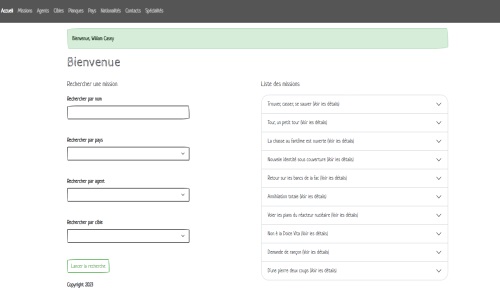 Accueil Missions Agents Cibles Planques Pays Nationalités Contacts Spécialités
Bienvenue, William Casey
Bienvenue
Rechercher une mission
Rechercher par nom
Rechercher par pays
Rechercher par agent
Rechercher par cible
Lancer la recherche
Copyright 2023
Liste des missions
Trouver, casser, se sauver (Voir les détails)
Tour, un petit tour (Voir les détails)
La chasse au fantôme est ouverte (Voir les détails)
Nouvelle identité sous couverture (Voir les détails)
Retour sur les bancs de la fac (Voir les détails)
Annihilation totale (Voir les détails)
Voler les plans du réacteur nucléaire (Voir les détails)
Non à la Dolce Vita (Voir les détails)
Demande de rançon (Voir les détails)
D'une pierre deux coups (Voir les détails)